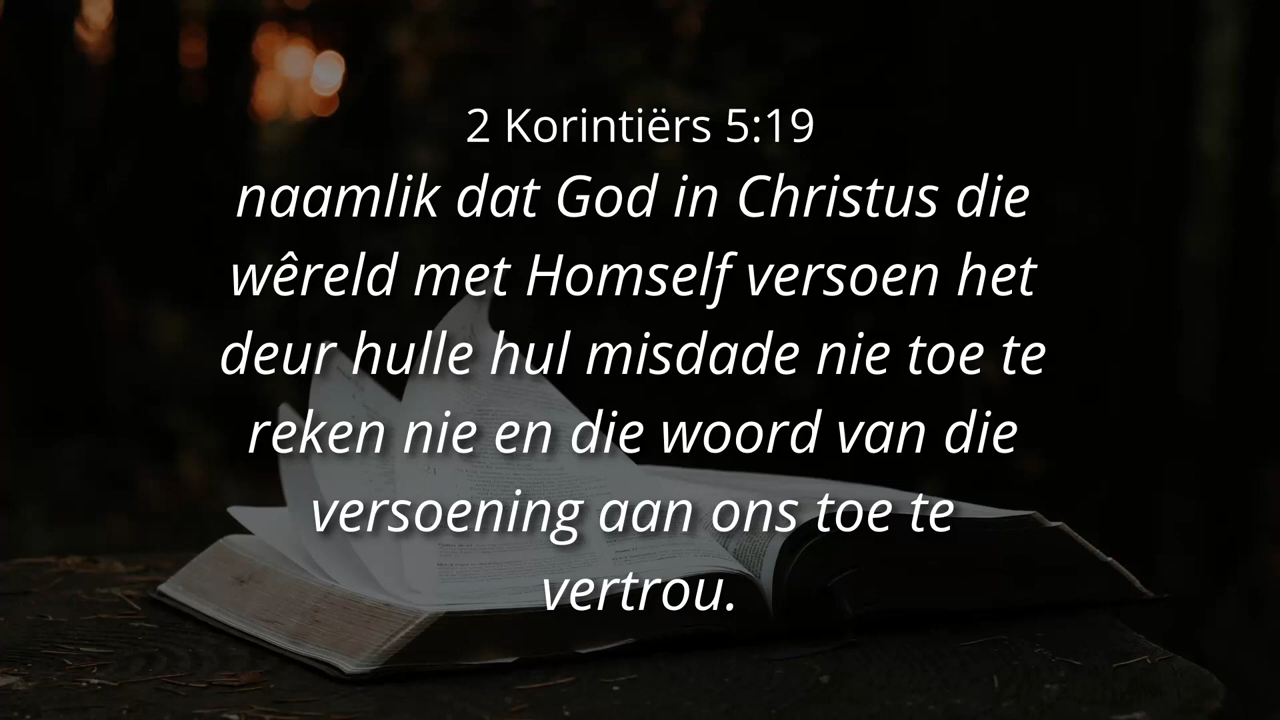 2 Korintiërs 5:19
naamlik dat God in Christus die
wêreld met Homself versoen het
deur hulle hul misdade nie toe te
reken nie en die woord van die
versoening aan ons toe te
vertrou.